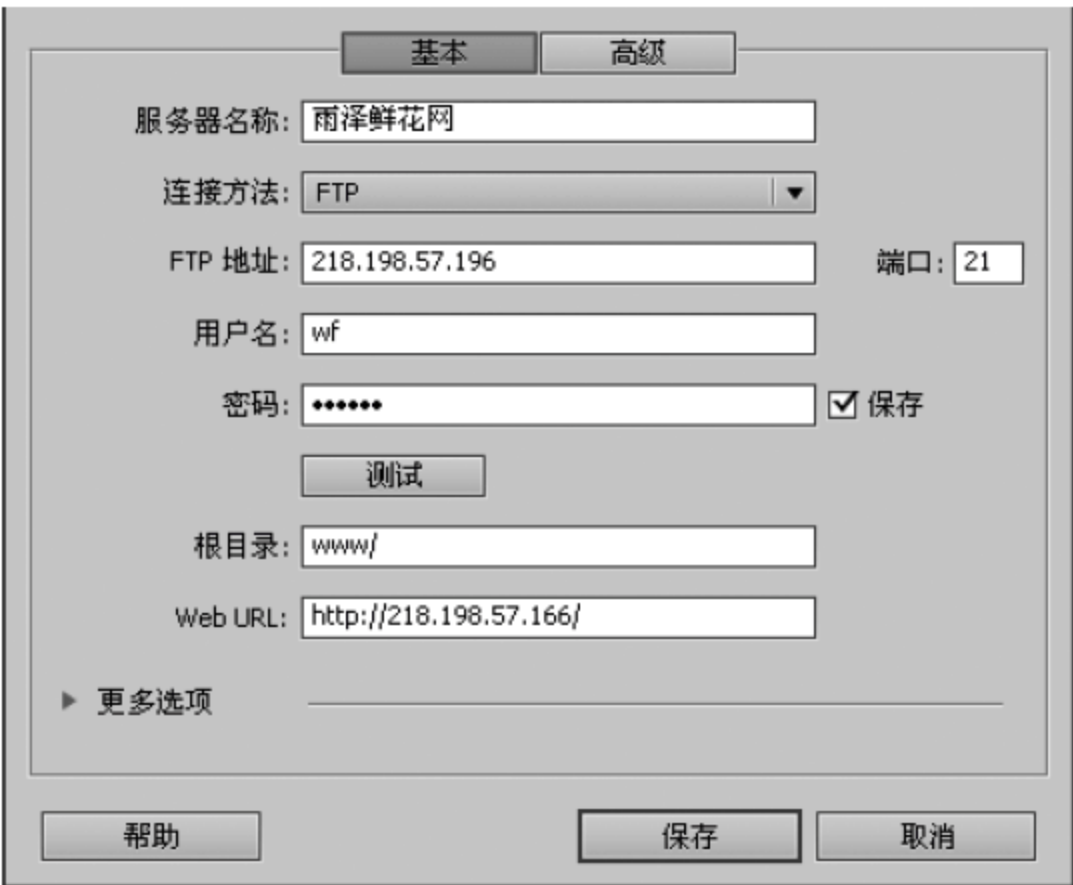 基本 高级
服务器名称: 雨泽鲜花网
连接方法: FTP
FTP 地址: 218.198.57.196 端口: 21
用户名: wf
密码: •••••• 保存
测试
根目录: www/
Web URL: http://218.198.57.166/
更多选项
帮助 保存 取消